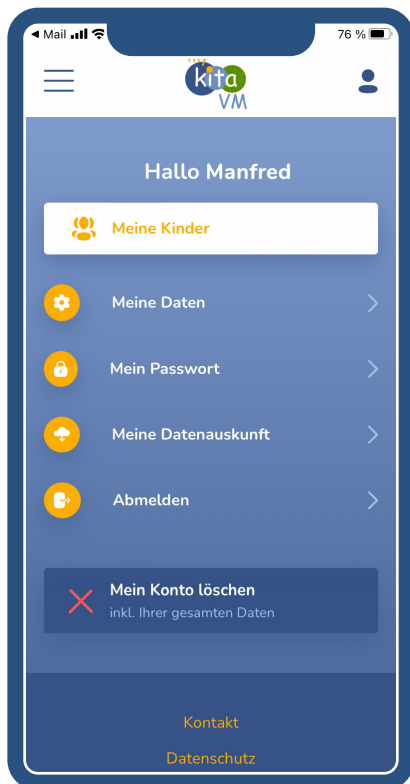 Mail
76 %
kita
VM
Hallo Manfred
Meine Kinder
Meine Daten
Mein Passwort
Meine Datenauskunft
Abmelden
Mein Konto löschen
inkl. Ihrer gesamten Daten
Kontakt
Datenschutz